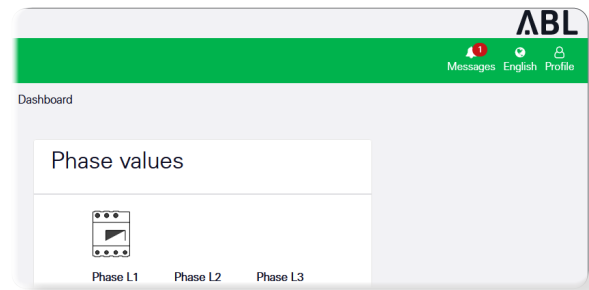 ABL
1
Messages English Profile
Dashboard
Phase values
Phase L1 Phase L2 Phase L3